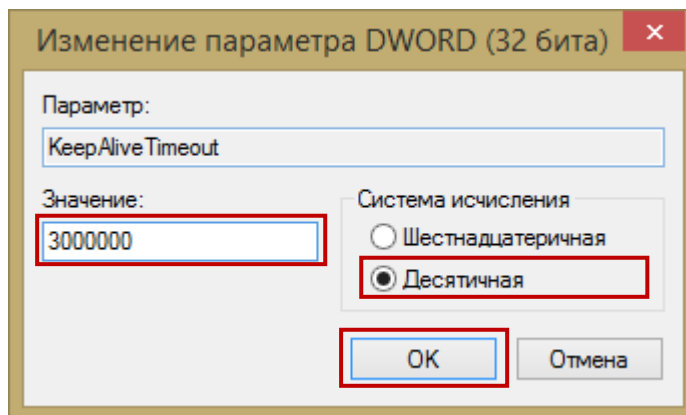 Изменение параметра DWORD (32 бита)
Параметр:
KeepAliveTimeout
Значение:
3000000
Система исчисления
Шестнадцатеричная
Десятичная
OK
Отмена